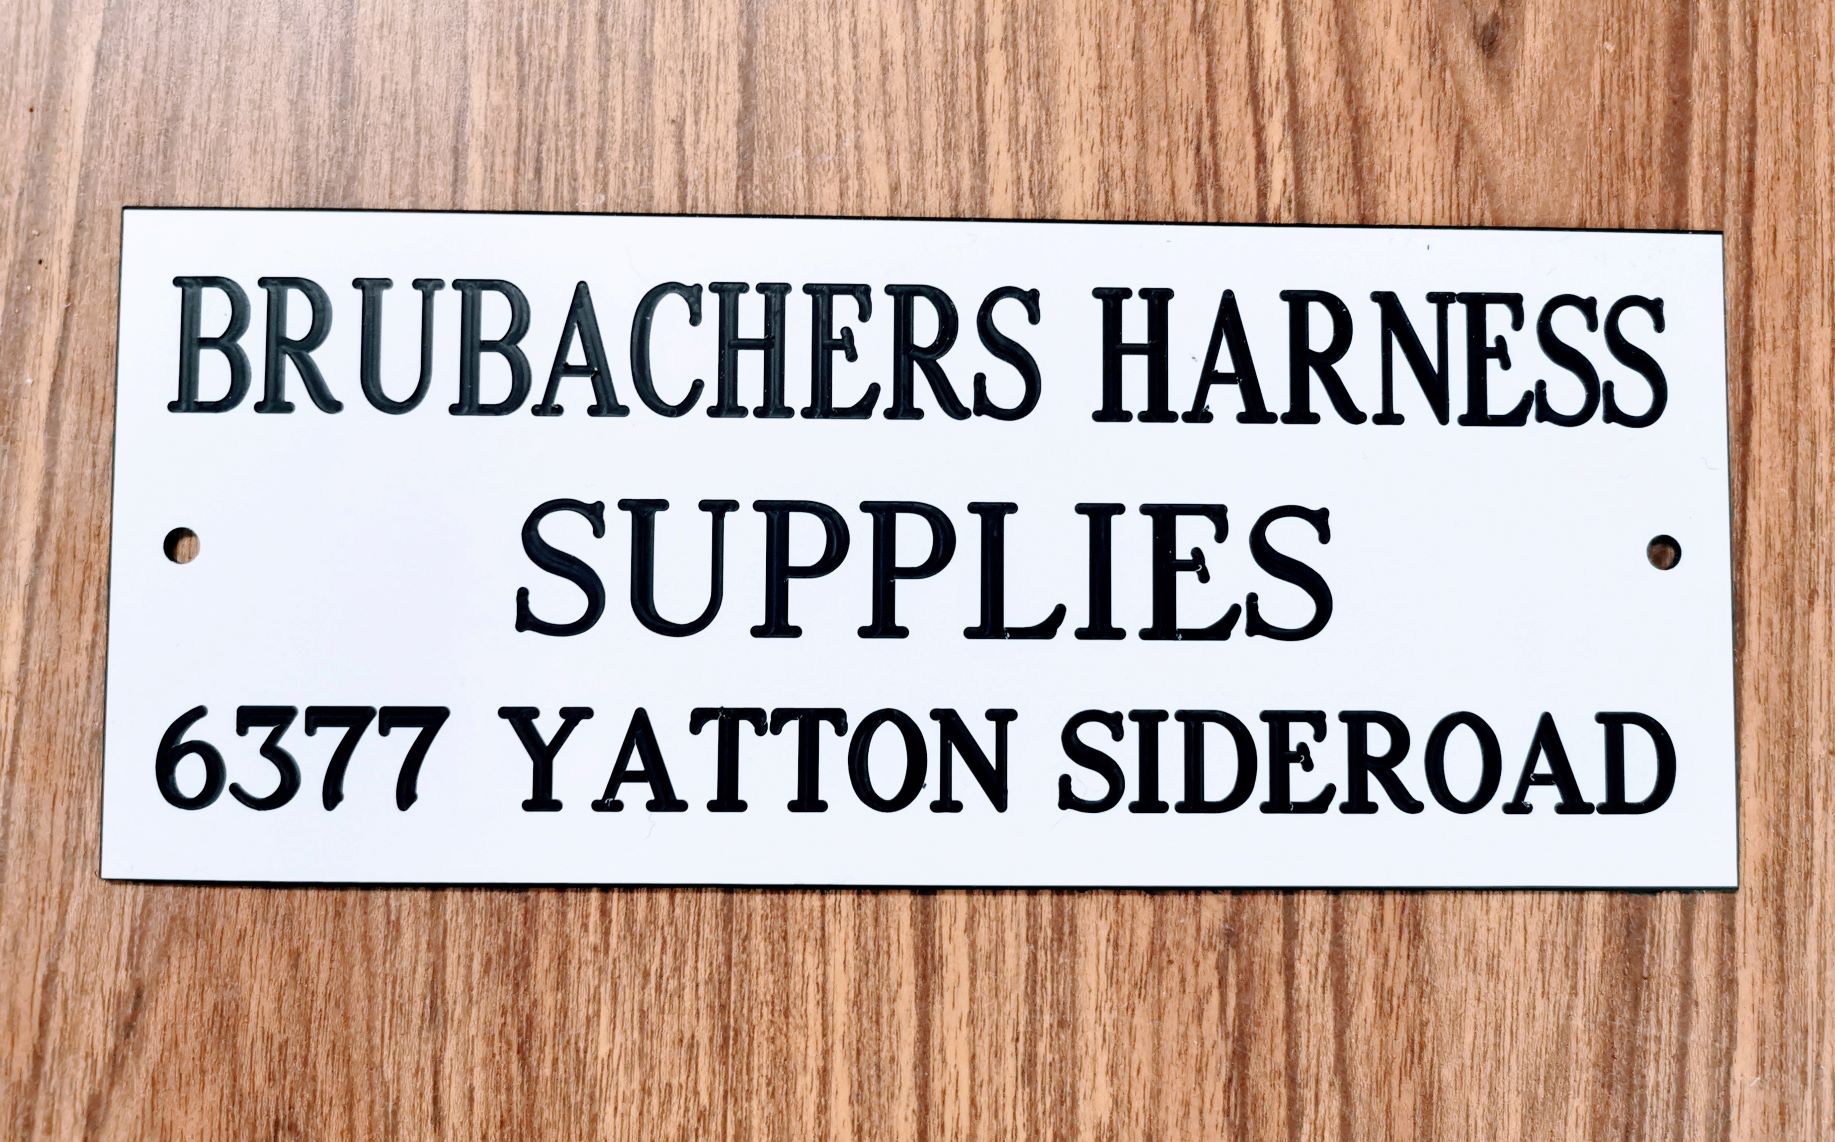 BRUBACHERS HARNESS
SUPPLIES
6377 YATTON SIDEROAD